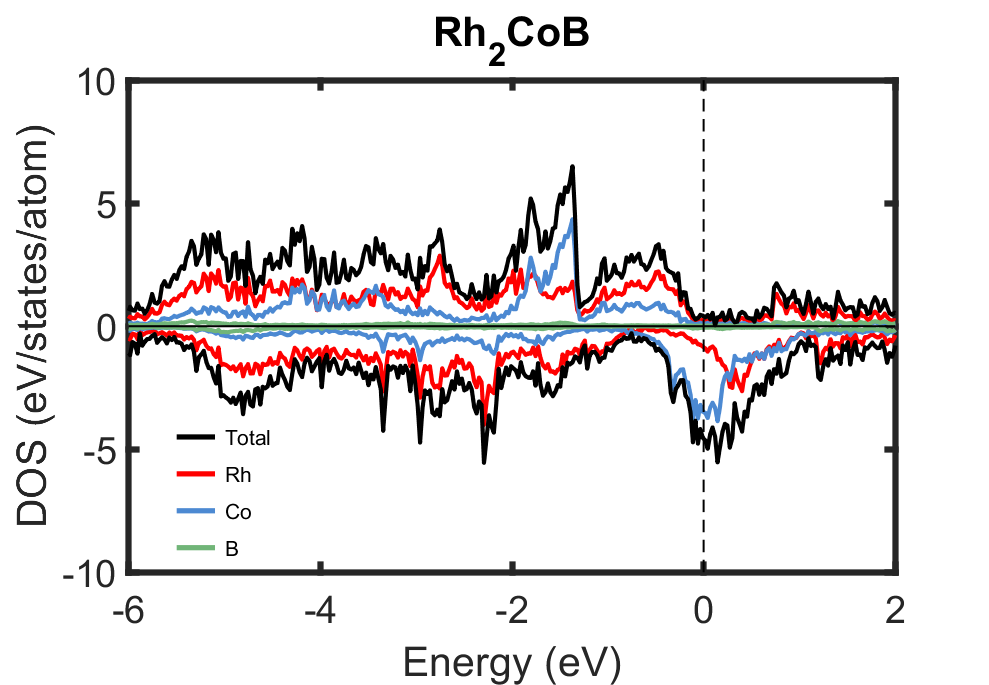 Rh₂CoB
DOS (eV/states/atom)
10
5
0
-5
-10
Total
Rh
Co
B
-6 -4 -2 0 2
Energy (eV)